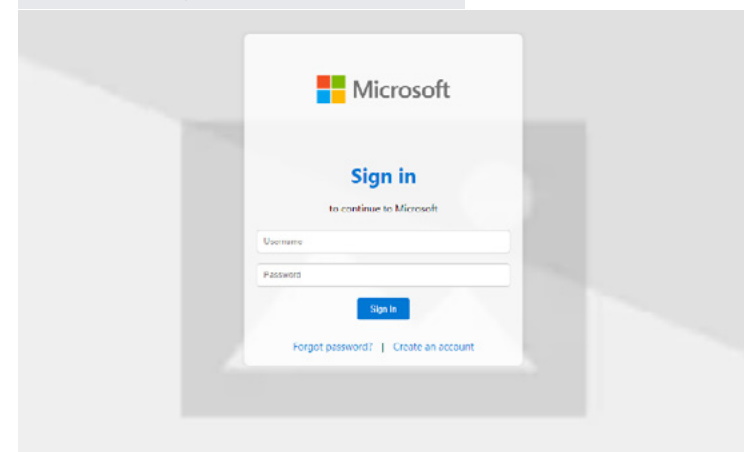 Microsoft
Sign in
to continue to Microsoft
Username
Password
Sign in
Forgot password? | Create an account